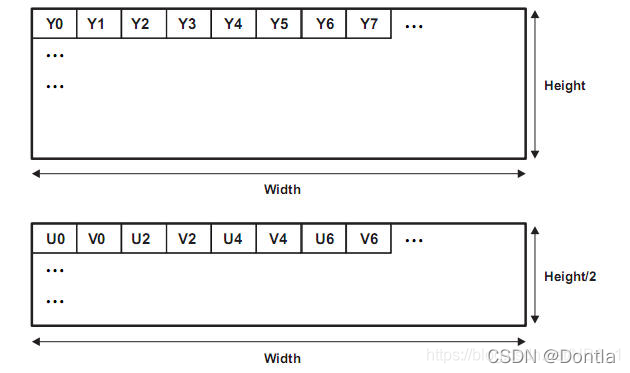 Y0 Y1 Y2 Y3 Y4 Y5 Y6 Y7 ...
...
...
Height
Width
U0 V0 U2 V2 U4 V4 U6 V6 ...
...
...
Height/2
Width
CSDN @Dontla